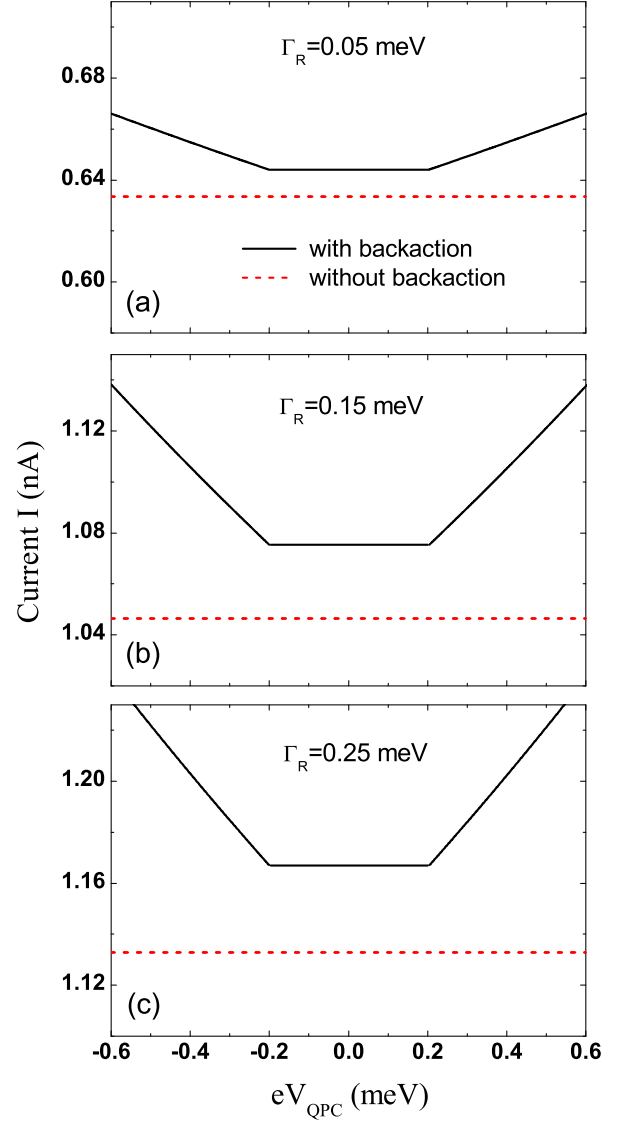 Γ_R=0.05 meV
0.68
0.64
with backaction
without backaction
0.60
(a)
Γ_R=0.15 meV
1.12
1.08
1.04
(b)
Current I (nA)
Γ_R=0.25 meV
1.20
1.16
1.12
(c)
-0.6 -0.4 -0.2 0.0 0.2 0.4 0.6
eV_QPC (meV)